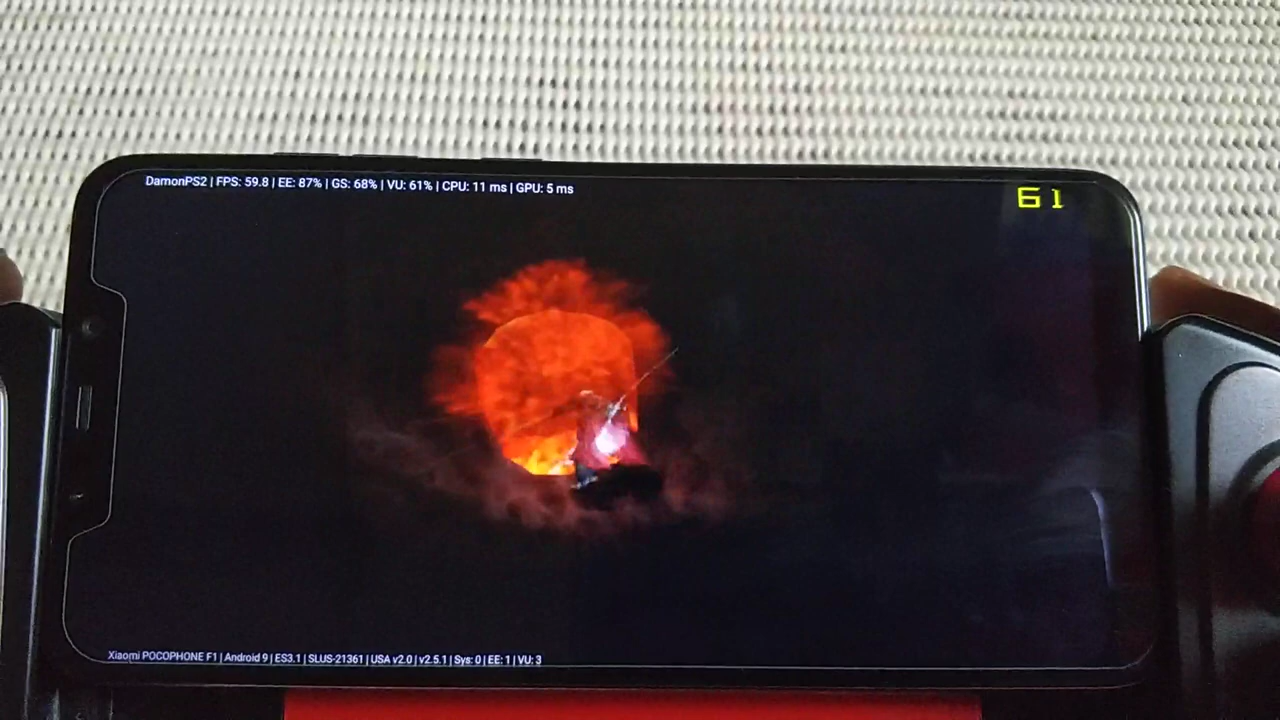 DamonPS2 | FPS: 59.8 | EE: 87% | GS: 68% | VU: 61% | CPU: 11 ms | GPU: 5 ms
61
Xiaomi POCOPHONE F1 | Android 9 | ES3.1 | SLUS-21361 | USA v2.0 | v2.5.1 | Sys: 0 | EE: 1 | VU: 3